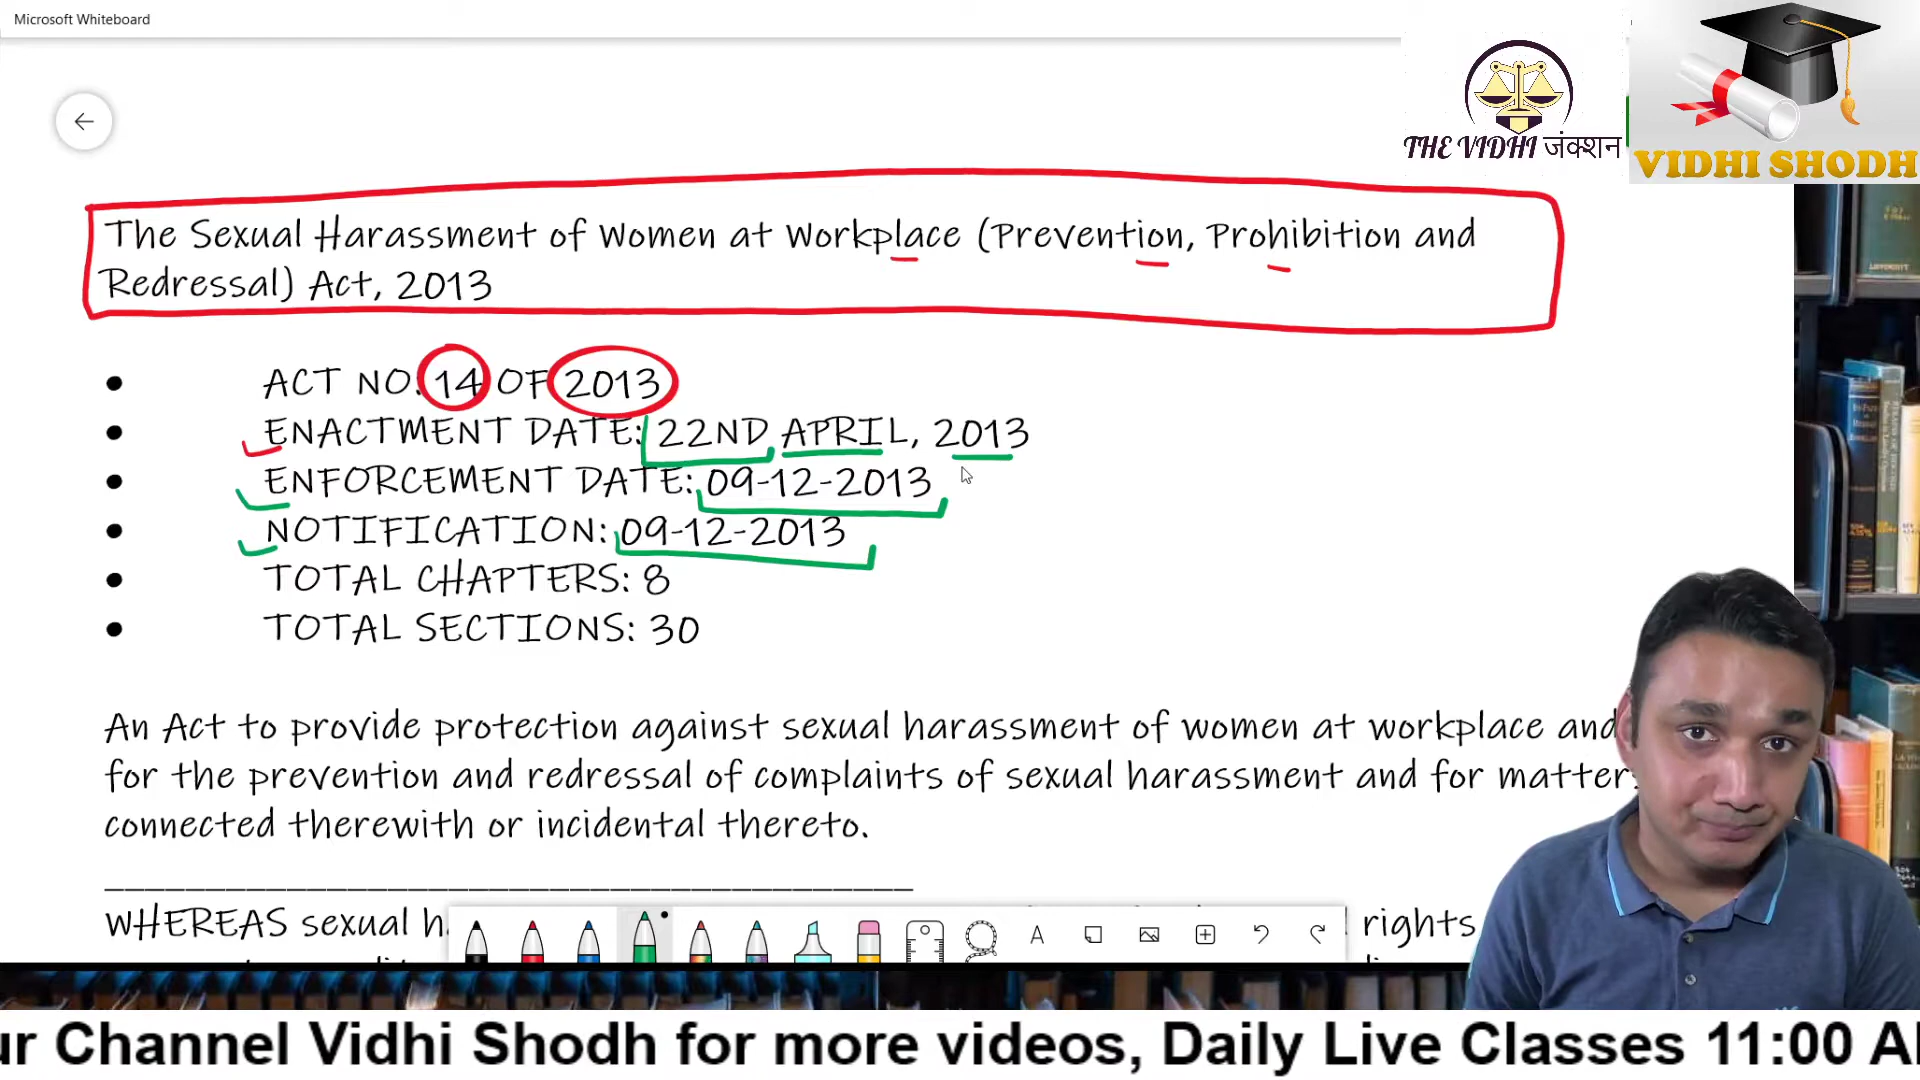 Microsoft Whiteboard
THE VIDHI जंक्शन
VIDHI SHODH
The Sexual Harassment of Women at Workplace (Prevention, Prohibition and
Redressal) Act, 2013
● ACT NO. 14 OF 2013
● ENACTMENT DATE: 22ND APRIL, 2013
● ENFORCEMENT DATE: 09-12-2013
● NOTIFICATION: 09-12-2013
● TOTAL CHAPTERS: 8
● TOTAL SECTIONS: 30
An Act to provide protection against sexual harassment of women at workplace and
for the prevention and redressal of complaints of sexual harassment and for matter
connected therewith or incidental thereto.
WHEREAS sexual h rights
ur Channel Vidhi Shodh for more videos, Daily Live Classes 11:00 A